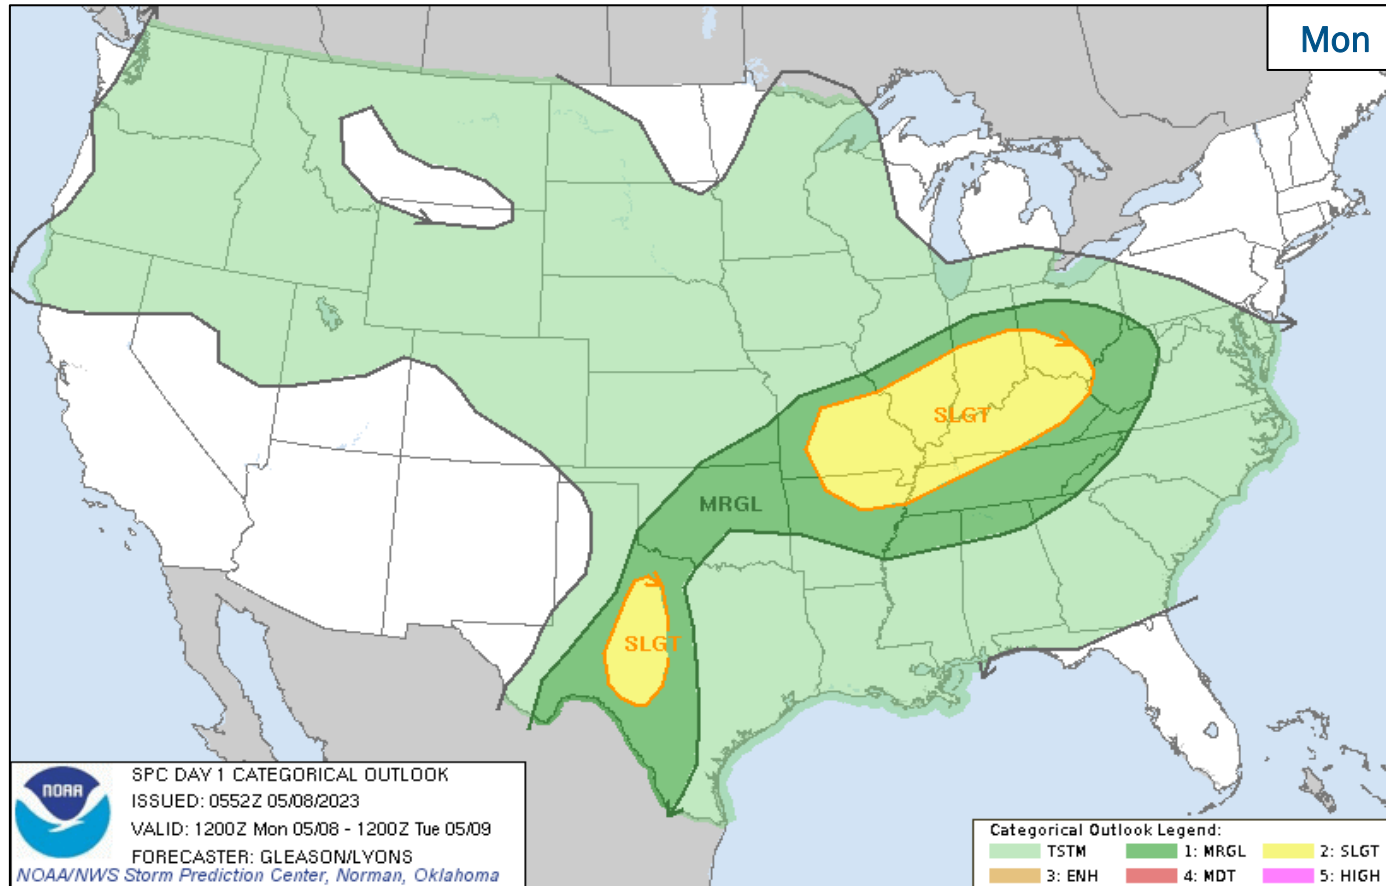 Mon
SLGT
MRGL
SLGT
NOAA
SPC DAY 1 CATEGORICAL OUTLOOK
ISSUED: 0552Z 05/08/2023
VALID: 1200Z Mon 05/08 - 1200Z Tue 05/09
FORECASTER: GLEASON/LYONS
NOAA/NWS Storm Prediction Center, Norman, Oklahoma
Categorical Outlook Legend:
TSTM 1: MRGL 2: SLGT
3: ENH 4: MDT 5: HIGH